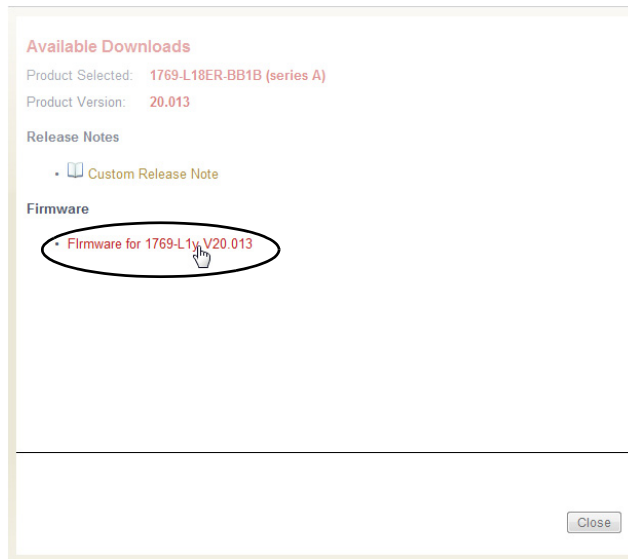 Available Downloads
Product Selected: 1769-L18ER-BB1B (series A)
Product Version: 20.013
Release Notes
• Custom Release Note
Firmware
• FIrmware for 1769-L1y V20.013
Close